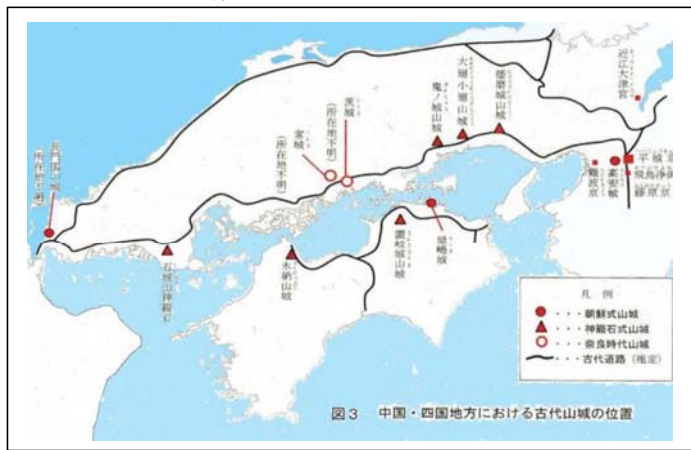 近江大津宮
播磨城山城
大廻小廻山城
鬼ノ城山城
茨城
(所在地不明)
常城
(所在地不明)
長門国山城
(所在地不明)
平城京
飛鳥浄御
藤原京
高安城
難波京
屋嶋城
讃岐城山城
永納山城
石城山神籠石
凡例
・・・朝鮮式山城
・・・神籠石式山城
・・・奈良時代山城
・・・古代道路(推定)
図3 中国・四国地方における古代山城の位置